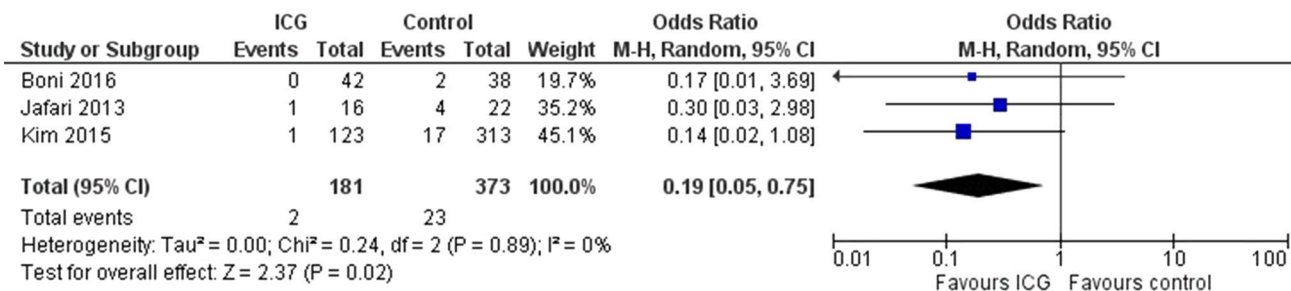 ICG Control Odds Ratio Odds Ratio
Study or Subgroup Events Total Events Total Weight M-H, Random, 95% CI M-H, Random, 95% CI
Boni 2016 0 42 2 38 19.7% 0.17 [0.01, 3.69]
Jafari 2013 1 16 4 22 35.2% 0.30 [0.03, 2.98]
Kim 2015 1 123 17 313 45.1% 0.14 [0.02, 1.08]
Total (95% CI) 181 373 100.0% 0.19 [0.05, 0.75]
Total events 2 23
Heterogeneity: Tau² = 0.00; Chi² = 0.24, df = 2 (P = 0.89); I² = 0%
Test for overall effect: Z = 2.37 (P = 0.02)
0.01 0.1 1 10 100
Favours ICG Favours control